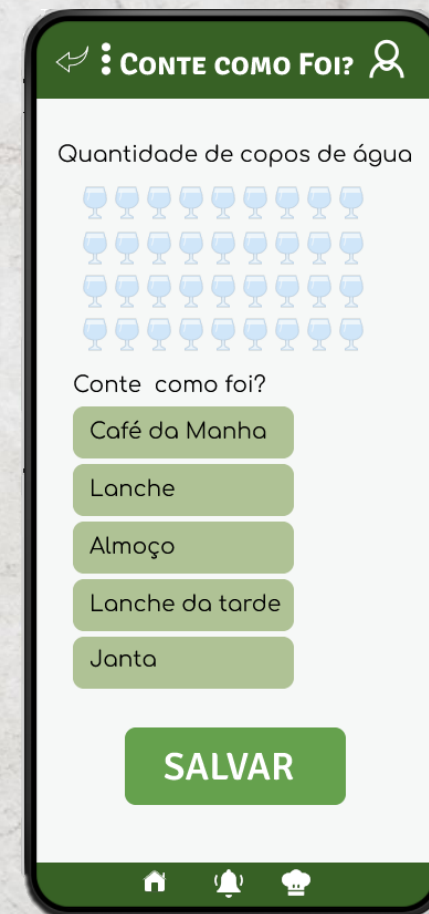 Conte como Foi?
Quantidade de copos de água
Conte como foi?
Café da Manha
Lanche
Almoço
Lanche da tarde
Janta
SALVAR